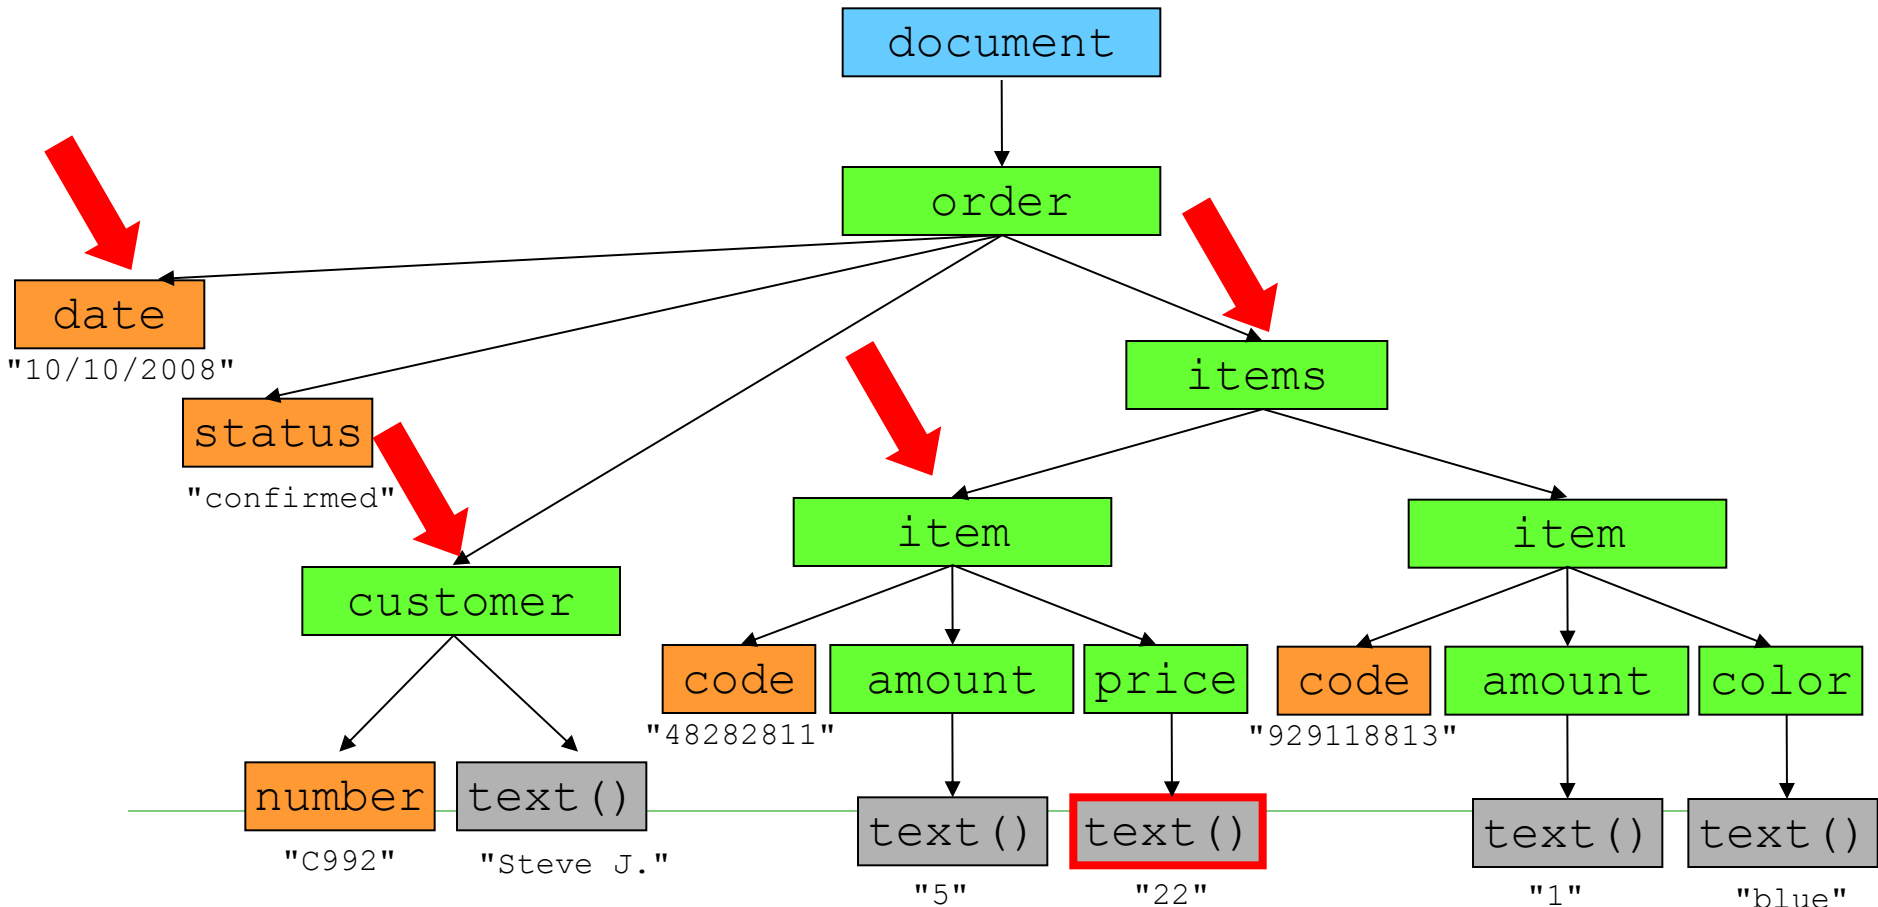 document
order
date
"10/10/2008"
items
status
"confirmed"
item
item
customer
code
amount
price
code
amount
color
"48282811"
"929118813"
number
text()
text()
text()
text()
text()
"C992"
"Steve J."
"5"
"22"
"1"
"blue"